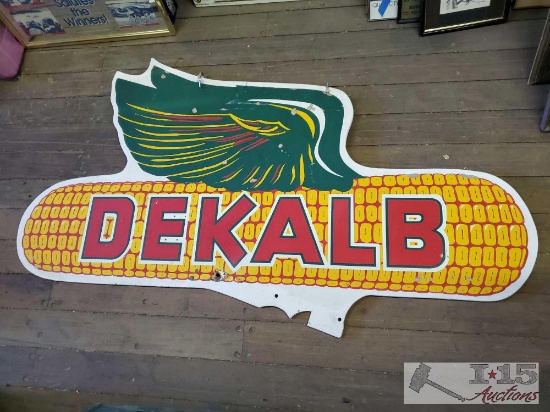 Salutes the
Winners!
DEKALB
I★15
Auctions